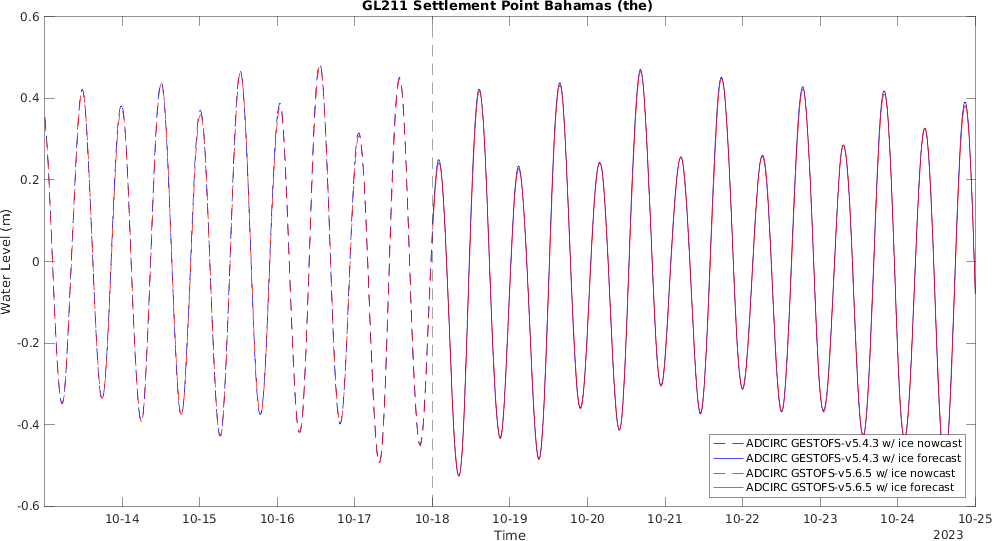 GL211 Settlement Point Bahamas (the)
0.6
0.4
0.2
0
-0.2
-0.4
-0.6
Water Level (m)
ADCIRC GESTOFS-v5.4.3 w/ ice nowcast
ADCIRC GESTOFS-v5.4.3 w/ ice forecast
ADCIRC GSTOFS-v5.6.5 w/ ice nowcast
ADCIRC GSTOFS-v5.6.5 w/ ice forecast
10-14 10-15 10-16 10-17 10-18 10-19 10-20 10-21 10-22 10-23 10-24 10-25
Time
2023